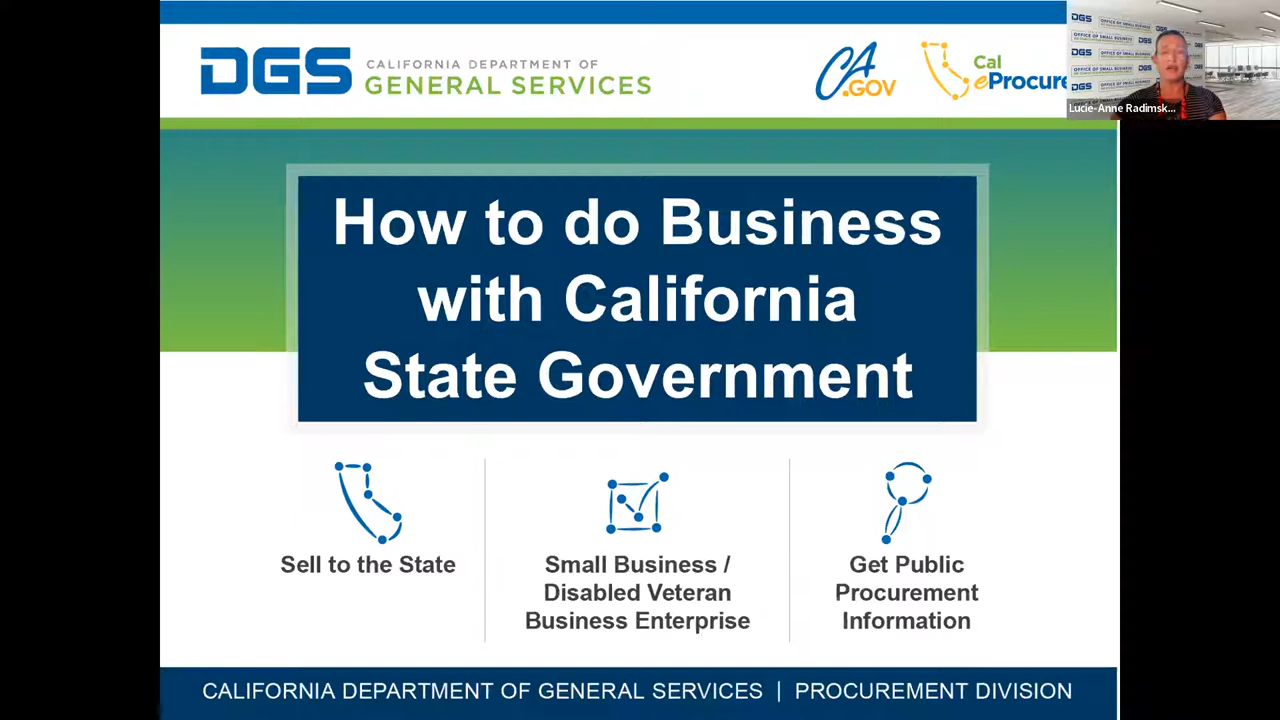 DGS
CALIFORNIA DEPARTMENT OF
GENERAL SERVICES
CA
.GOV
Cal
eProcure
Lucie-Anne Radimsk...
How to do Business
with California
State Government
Sell to the State
Small Business /
Disabled Veteran
Business Enterprise
Get Public
Procurement
Information
CALIFORNIA DEPARTMENT OF GENERAL SERVICES | PROCUREMENT DIVISION